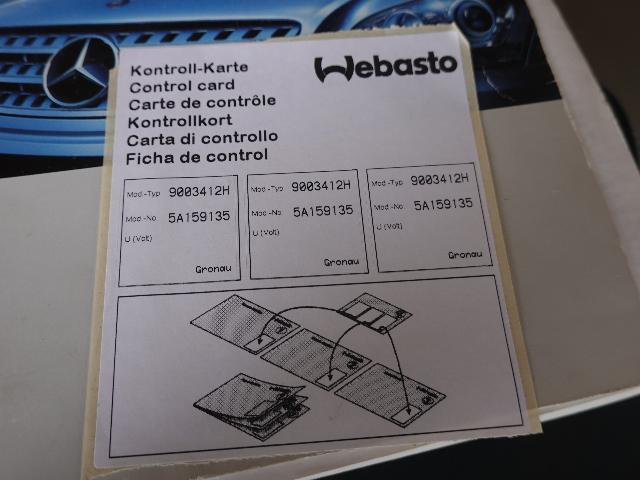 Kontroll-Karte
Control card
Carte de contrôle
Kontrollkort
Carta di controllo
Ficha de control
Webasto
Mod.-Typ 9003412H
Mod.-No. 5A159135
U (Volt)
Gronau
Mod.-Typ 9003412H
Mod.-No. 5A159135
U (Volt)
Gronau
Mod.-Typ 9003412H
Mod.-No. 5A159135
U (Volt)
Gronau